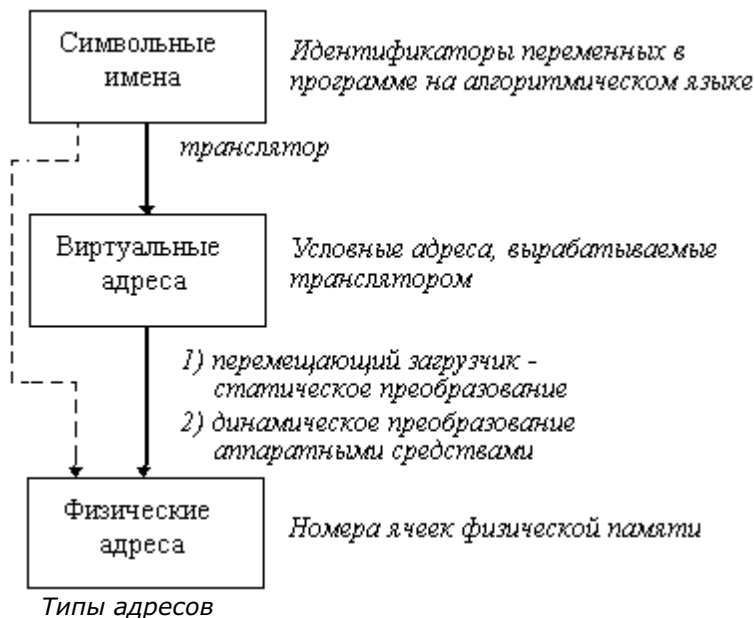 Символьные
имена
Идентификаторы переменных в
программе на алгоритмическом языке
транслятор
Виртуальные
адреса
Условные адреса, вырабатываемые
транслятором
1) перемещающий загрузчик -
статическое преобразование
2) динамическое преобразование
аппаратными средствами
Физические
адреса
Номера ячеек физической памяти
Типы адресов